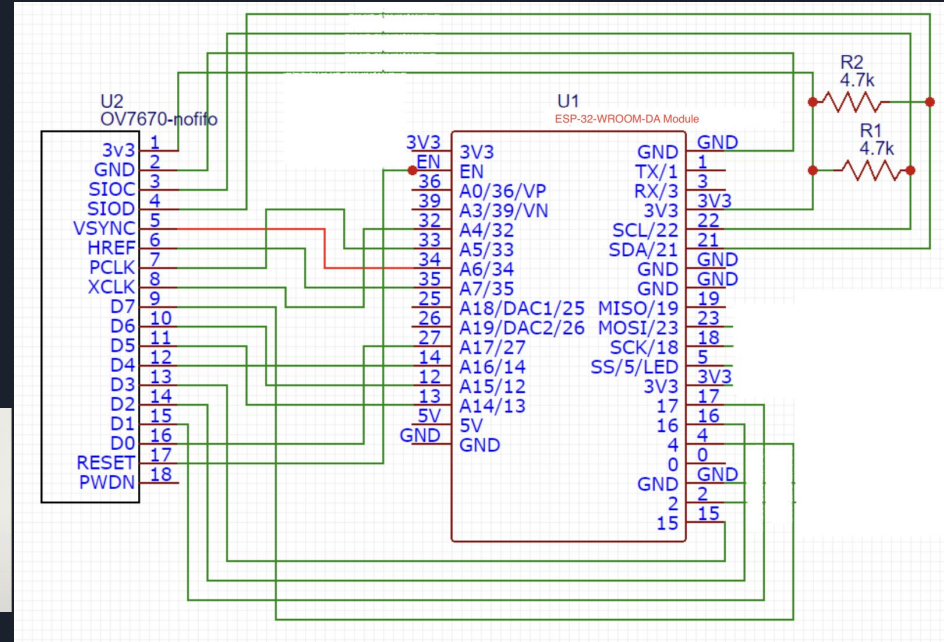 U2
OV7670-nofifo
3v3 1
GND 2
SIOC 3
SIOD 4
VSYNC 5
HREF 6
PCLK 7
XCLK 8
D7 9
D6 10
D5 11
D4 12
D3 13
D2 14
D1 15
D0 16
RESET 17
PWDN 18
U1
ESP-32-WROOM-DA Module
3V3 3V3
EN EN
36 A0/36/VP
39 A3/39/VN
32 A4/32
33 A5/33
34 A6/34
35 A7/35
25 A18/DAC1/25
26 A19/DAC2/26
27 A17/27
14 A16/14
12 A15/12
13 A14/13
5V 5V
GND GND
GND GND
TX/1 1
RX/3 3
3V3 3V3
SCL/22 22
SDA/21 21
GND GND
GND GND
MISO/19 19
MOSI/23 23
SCK/18 18
SS/5/LED 5
3V3 3V3
17 17
16 16
4 4
0 0
GND GND
2 2
15 15
R2
4.7k
R1
4.7k